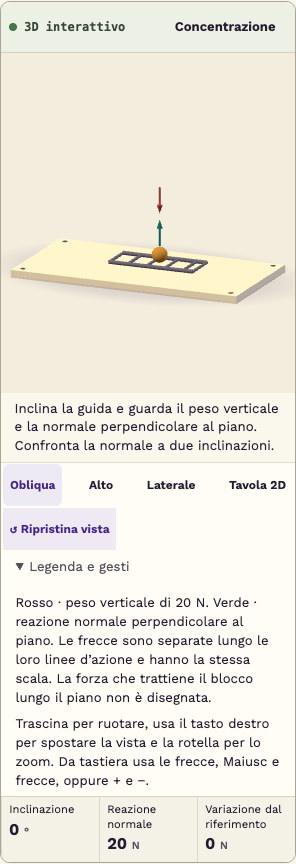 3D interattivo
Concentrazione
Inclina la guida e guarda il peso verticale
e la normale perpendicolare al piano.
Confronta la normale a due inclinazioni.
Obliqua
Alto
Laterale
Tavola 2D
↺ Ripristina vista
▼ Legenda e gesti
Rosso · peso verticale di 20 N. Verde ·
reazione normale perpendicolare al
piano. Le frecce sono separate lungo le
loro linee d’azione e hanno la stessa
scala. La forza che trattiene il blocco
lungo il piano non è disegnata.
Trascina per ruotare, usa il tasto destro
per spostare la vista e la rotella per lo
zoom. Da tastiera usa le frecce, Maiusc e
frecce, oppure + e −.
Inclinazione
0 °
Reazione
normale
20 N
Variazione dal
riferimento
0 N